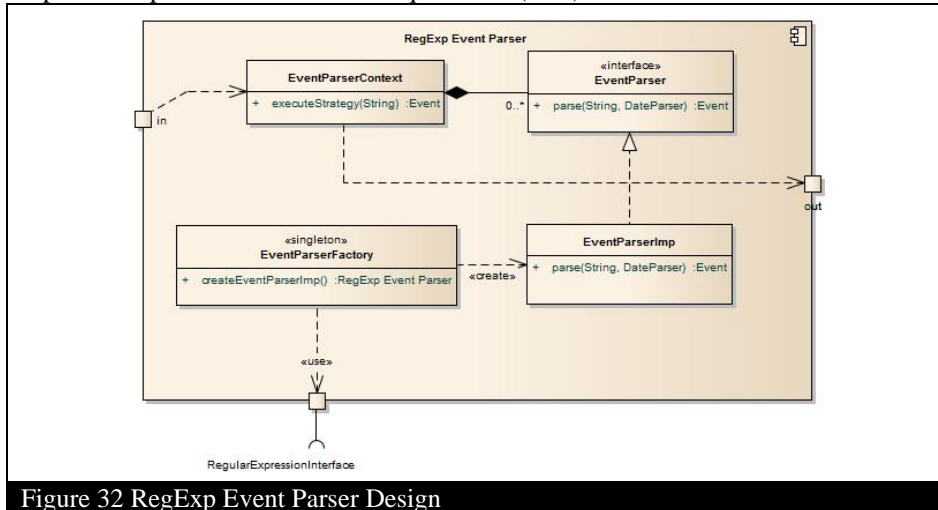 RegExp Event Parser
EventParserContext
+ executeStrategy(String) :Event
«interface»
EventParser
0..*
+ parse(String, DateParser) :Event
in
out
«singleton»
EventParserFactory
+ createEventParserImp() :RegExp Event Parser
«create»
EventParserImp
+ parse(String, DateParser) :Event
«use»
RegularExpressionInterface
Figure 32 RegExp Event Parser Design